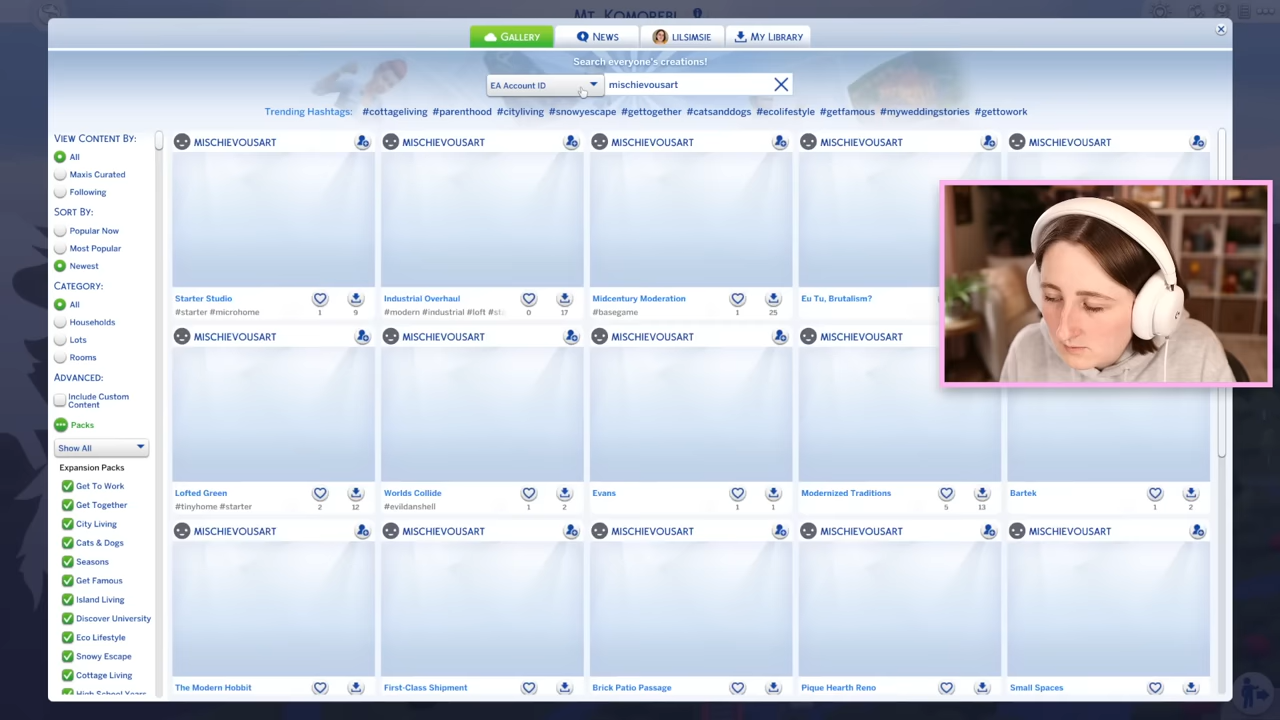 Mt. Komorebi
Gallery
News
lilsimsie
My Library
Search everyone's creations!
EA Account ID
mischievousart
Trending Hashtags: #cottageliving #parenthood #cityliving #snowyescape #gettogether #catsanddogs #ecolifestyle #getfamous #myweddingstories #gettowork
View Content By:
All
Maxis Curated
Following
Sort By:
Popular Now
Most Popular
Newest
Category:
All
Households
Lots
Rooms
Advanced:
Include Custom
Content
Packs
Show All
Expansion Packs
Get To Work
Get Together
City Living
Cats & Dogs
Seasons
Get Famous
Island Living
Discover University
Eco Lifestyle
Snowy Escape
Cottage Living
High School Years
MISCHIEVOUSART
Starter Studio
#starter #microhome
1
9
MISCHIEVOUSART
Industrial Overhaul
#modern #industrial #loft #st
0
17
MISCHIEVOUSART
Midcentury Moderation
#basegame
1
25
MISCHIEVOUSART
Eu Tu, Brutalism?
MISCHIEVOUSART
MISCHIEVOUSART
Lofted Green
#tinyhome #starter
2
12
MISCHIEVOUSART
Worlds Collide
#evildanshell
1
2
MISCHIEVOUSART
Evans
1
1
MISCHIEVOUSART
Modernized Traditions
5
13
Bartek
1
2
MISCHIEVOUSART
The Modern Hobbit
MISCHIEVOUSART
First-Class Shipment
MISCHIEVOUSART
Brick Patio Passage
MISCHIEVOUSART
Pique Hearth Reno
MISCHIEVOUSART
Small Spaces